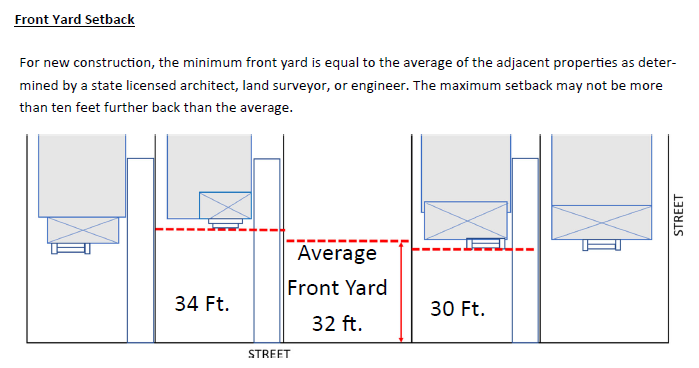 Front Yard Setback
For new construction, the minimum front yard is equal to the average of the adjacent properties as deter-
mined by a state licensed architect, land surveyor, or engineer. The maximum setback may not be more
than ten feet further back than the average.
Average
Front Yard
32 ft.
34 Ft.
30 Ft.
STREET
STREET